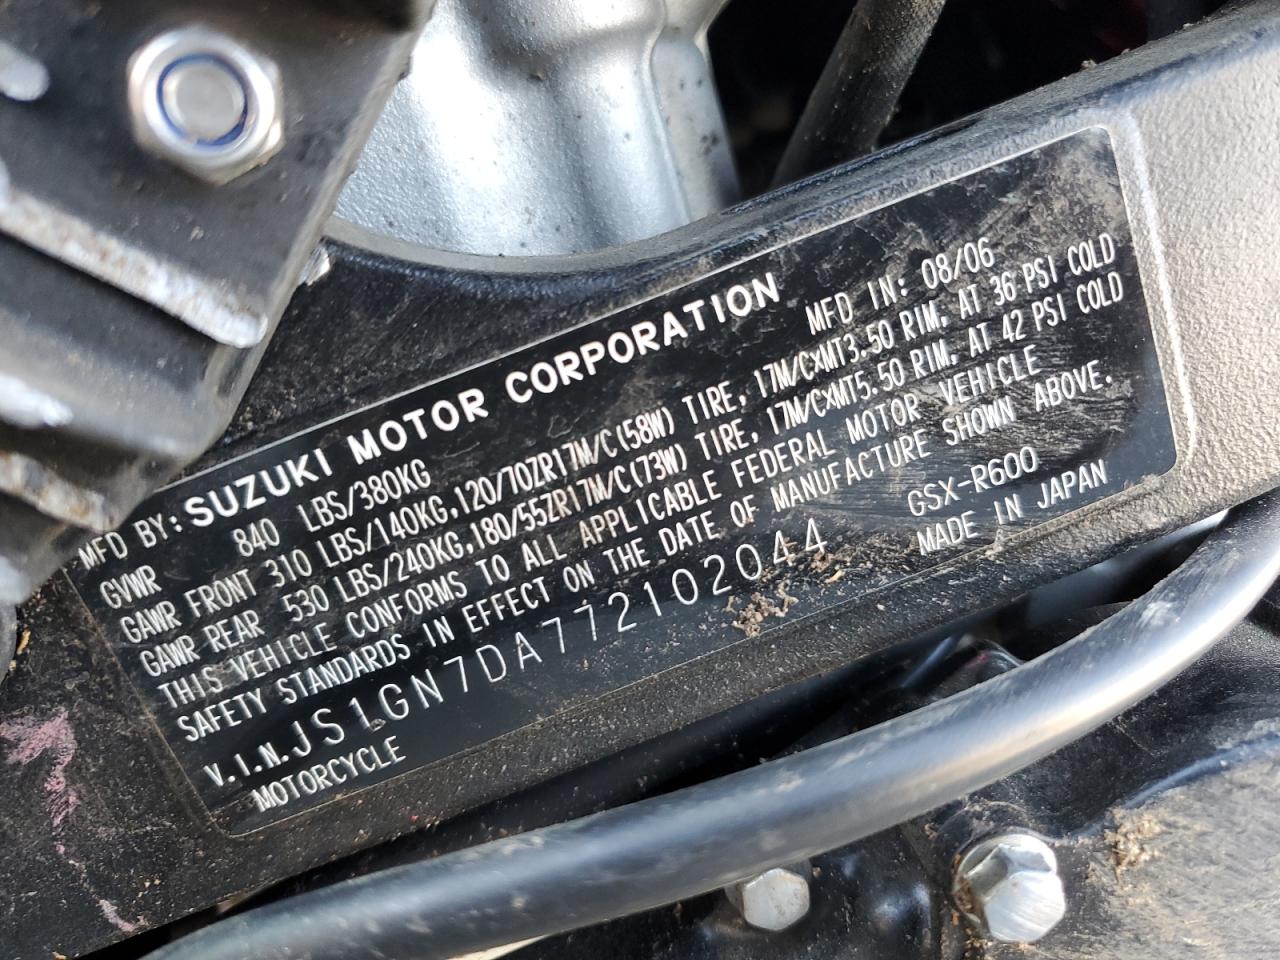 MFD BY: SUZUKI MOTOR CORPORATION MFD IN: 08/06
GVWR 840 LBS/380KG
GAWR FRONT 310 LBS/140KG, 120/70ZR17M/C(58W) TIRE, 17M/CXMT3.50 RIM, AT 36 PSI COLD
GAWR REAR 530 LBS/240KG, 180/55ZR17M/C(73W) TIRE, 17M/CXMT5.50 RIM, AT 42 PSI COLD
THIS VEHICLE CONFORMS TO ALL APPLICABLE FEDERAL MOTOR VEHICLE
SAFETY STANDARDS IN EFFECT ON THE DATE OF MANUFACTURE SHOWN ABOVE.
V.I.N. JS1GN7DA772102044 GSX-R600
MOTORCYCLE MADE IN JAPAN